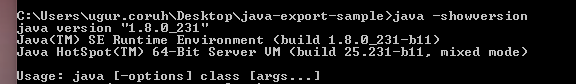 C:\Users\ugur.coruh\Desktop\java-export-sample>java -showversion
java version "1.8.0_231"
Java(TM) SE Runtime Environment (build 1.8.0_231-b11)
Java HotSpot(TM) 64-Bit Server VM (build 25.231-b11, mixed mode)
Usage: java [-options] class [args...]